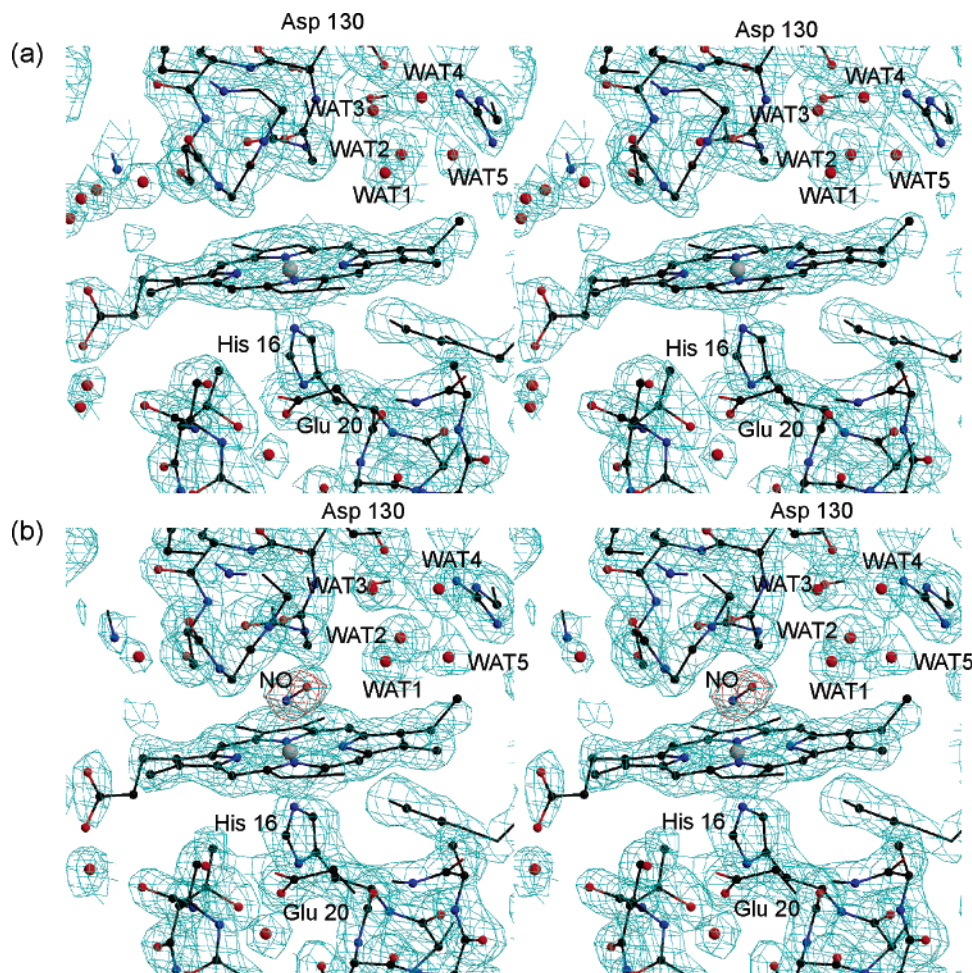 Asp 130 Asp 130
(a)
WAT4 WAT4
WAT3 WAT3
WAT2 WAT2
WAT5 WAT5
WAT1 WAT1
His 16 His 16
Glu 20 Glu 20
Asp 130 Asp 130
(b)
WAT4 WAT4
WAT3 WAT3
WAT2 WAT2
WAT5 WAT5
NO NO
WAT1 WAT1
His 16 His 16
Glu 20 Glu 20